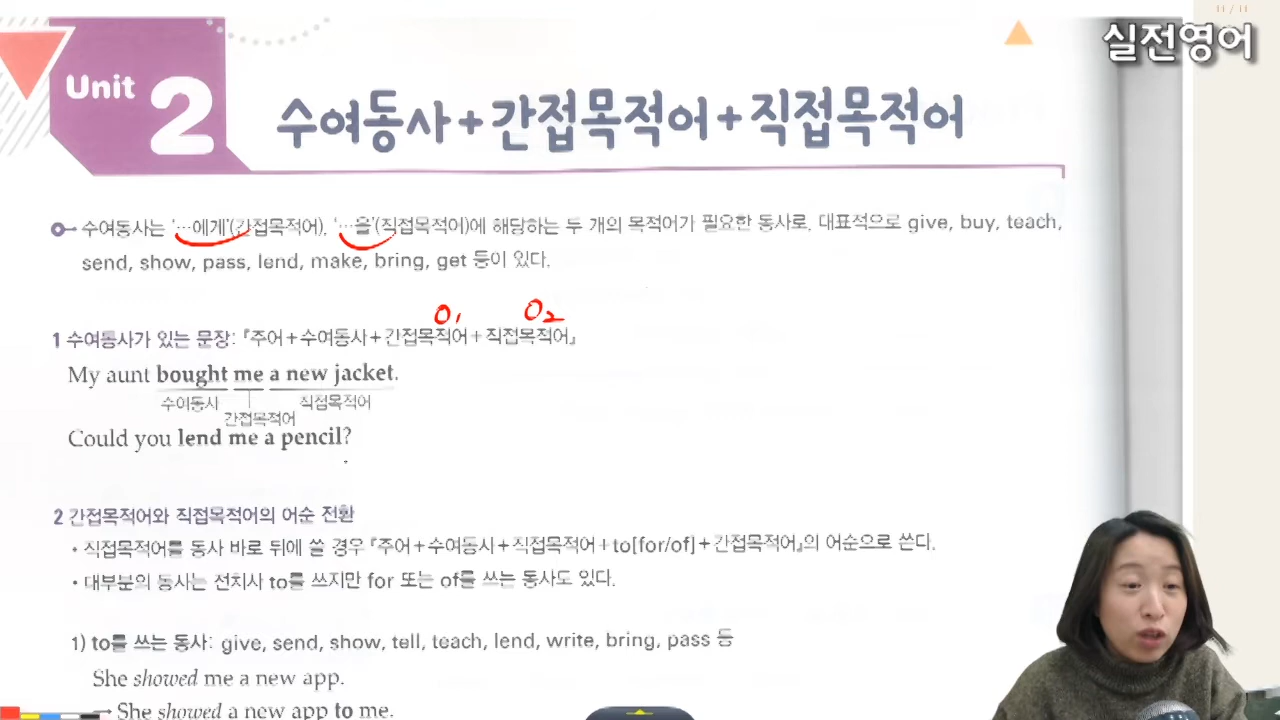 실전영어
Unit 2 수여동사+간접목적어+직접목적어
수여동사는 '…에게'(간접목적어), '…을'(직접목적어)에 해당하는 두 개의 목적어가 필요한 동사로, 대표적으로 give, buy, teach,
send, show, pass, lend, make, bring, get 등이 있다.
O₁ O₂
1 수여동사가 있는 문장: 『주어+수여동사+간접목적어+직접목적어』
My aunt bought me a new jacket.
수여동사 직접목적어
간접목적어
Could you lend me a pencil?
2 간접목적어와 직접목적어의 어순 전환
• 직접목적어를 동사 바로 뒤에 쓸 경우 『주어+수여동사+직접목적어+to[for/of]+간접목적어』의 어순으로 쓴다.
• 대부분의 동사는 전치사 to를 쓰지만 for 또는 of를 쓰는 동사도 있다.
1) to를 쓰는 동사: give, send, show, tell, teach, lend, write, bring, pass 등
She showed me a new app.
→ She showed a new app to me.